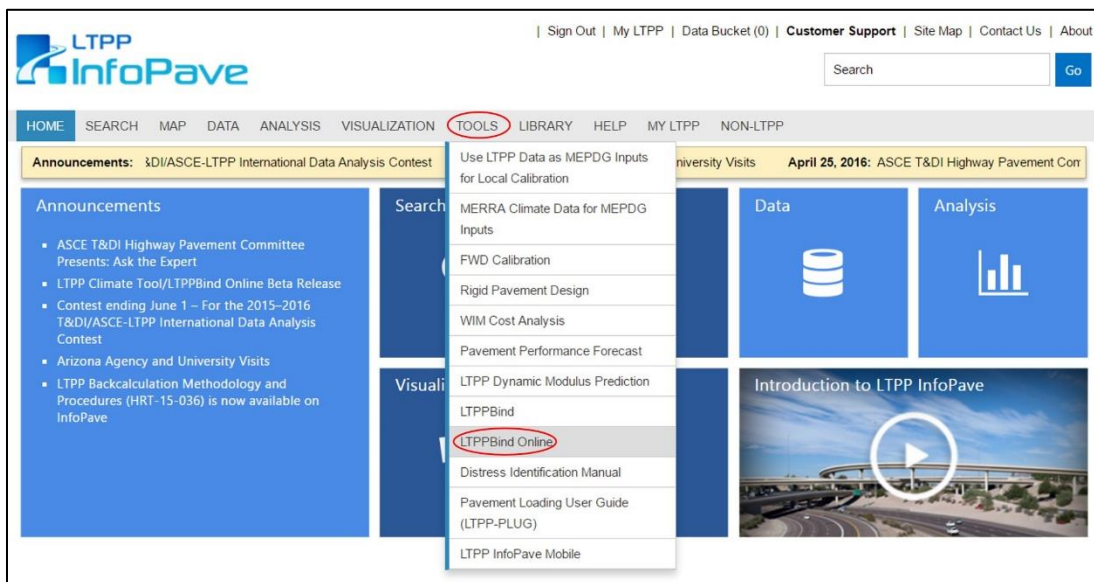 | Sign Out | My LTPP | Data Bucket (0) | Customer Support | Site Map | Contact Us | About
LTPP
InfoPave
Search
Go
HOME SEARCH MAP DATA ANALYSIS VISUALIZATION TOOLS LIBRARY HELP MY LTPP NON-LTPP
Announcements: &DI/ASCE-LTPP International Data Analysis Contest
niversity Visits April 25, 2016: ASCE T&DI Highway Pavement Com
Announcements
ASCE T&DI Highway Pavement Committee
Presents: Ask the Expert
LTPP Climate Tool/LTPPBind Online Beta Release
Contest ending June 1 – For the 2015–2016
T&DI/ASCE-LTPP International Data Analysis
Contest
Arizona Agency and University Visits
LTPP Backcalculation Methodology and
Procedures (HRT-15-036) is now available on
InfoPave
Search
Visuali
Use LTPP Data as MEPDG Inputs
for Local Calibration
MERRA Climate Data for MEPDG
Inputs
FWD Calibration
Rigid Pavement Design
WIM Cost Analysis
Pavement Performance Forecast
LTPP Dynamic Modulus Prediction
LTPPBind
LTPPBind Online
Distress Identification Manual
Pavement Loading User Guide
(LTPP-PLUG)
LTPP InfoPave Mobile
Data
Analysis
Introduction to LTPP InfoPave